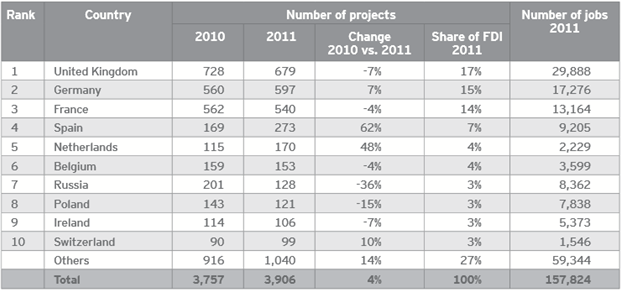 Rank Country Number of projects Number of jobs
2010 2011 Change Share of FDI 2011
2010 vs. 2011 2011
1 United Kingdom 728 679 -7% 17% 29,888
2 Germany 560 597 7% 15% 17,276
3 France 562 540 -4% 14% 13,164
4 Spain 169 273 62% 7% 9,205
5 Netherlands 115 170 48% 4% 2,229
6 Belgium 159 153 -4% 4% 3,599
7 Russia 201 128 -36% 3% 8,362
8 Poland 143 121 -15% 3% 7,838
9 Ireland 114 106 -7% 3% 5,373
10 Switzerland 90 99 10% 3% 1,546
Others 916 1,040 14% 27% 59,344
Total 3,757 3,906 4% 100% 157,824